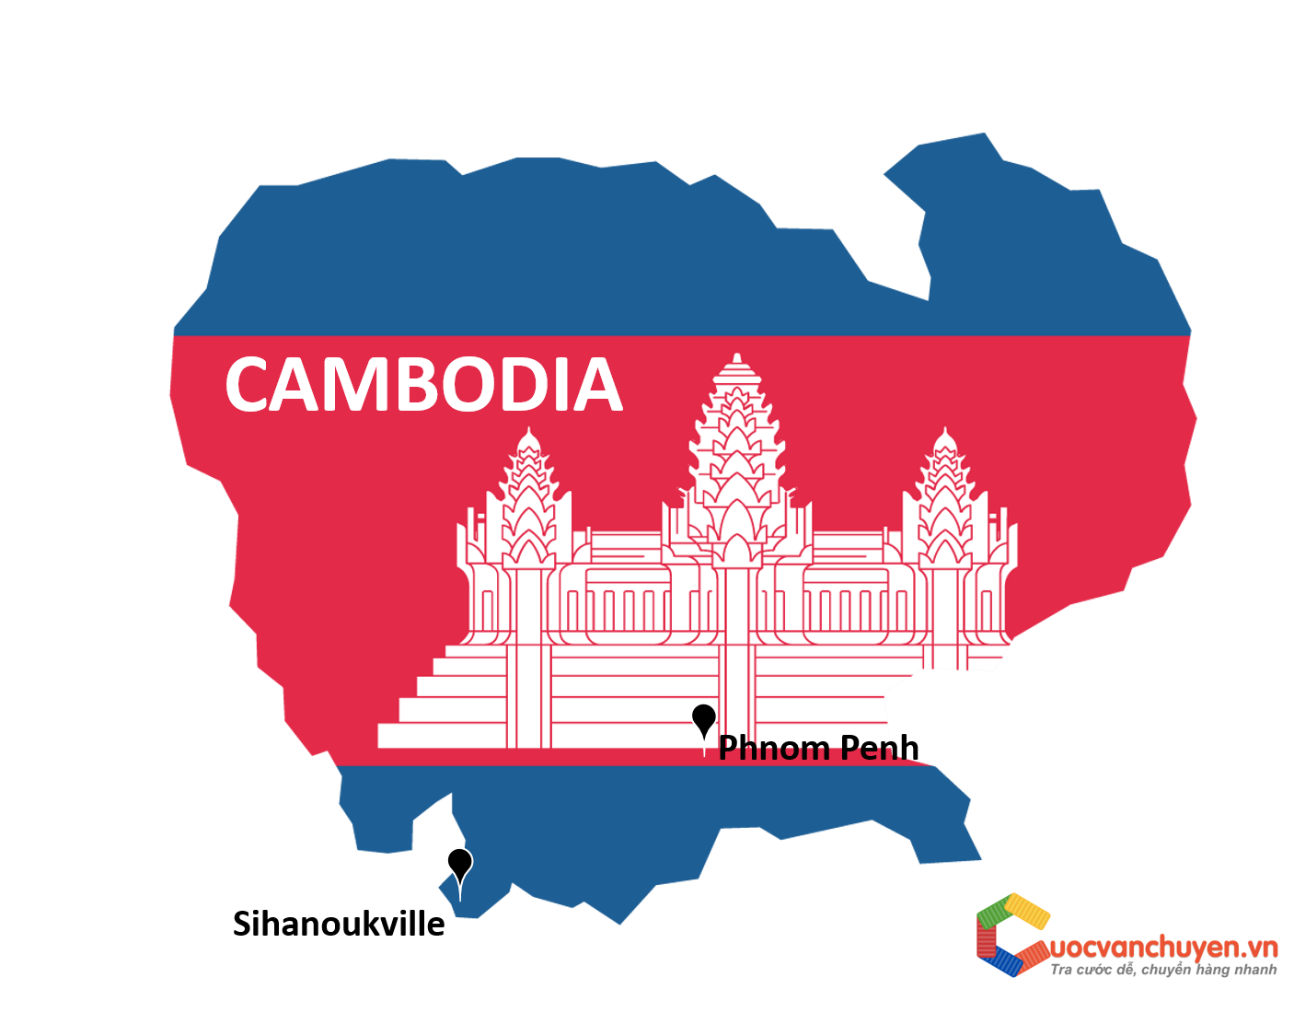 CAMBODIA
Phnom Penh
Sihanoukville
uocvanchuyen.vn
Tra cước dễ, chuyển hàng nhanh